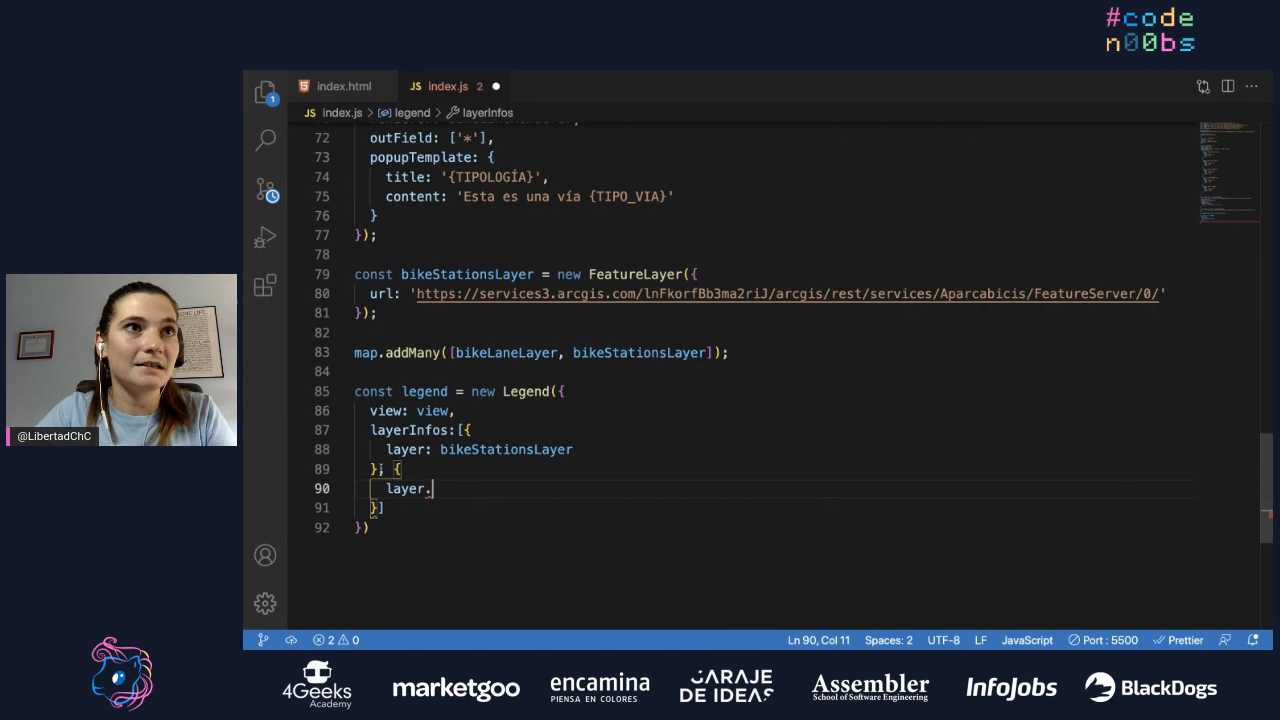 #code
n00bs
index.html
JS index.js 2
JS index.js > legend > layerInfos
1
72 outField: ['*'],
73 popupTemplate: {
74 title: '{TIPOLOGÍA}',
75 content: 'Esta es una vía {TIPO_VIA}'
76 }
77 });
78
79 const bikeStationsLayer = new FeatureLayer({
80 url: 'https://services3.arcgis.com/lnFkorfBb3ma2riJ/arcgis/rest/services/Aparcabicis/FeatureServer/0/'
81 });
82
83 map.addMany([bikeLaneLayer, bikeStationsLayer]);
84
85 const legend = new Legend({
86 view: view,
87 layerInfos:[{
88 layer: bikeStationsLayer
89 }, {
90 layer.
91 }]
92 })
@LibertadChC
2 0
Ln 90, Col 11
Spaces: 2
UTF-8
LF
JavaScript
Port : 5500
Prettier
4Geeks
Academy
marketgoo
encamina
PIENSA EN COLORES
GARAJE
DE IDEAS
Assembler
School of Software Engineering
InfoJobs
BlackDogs